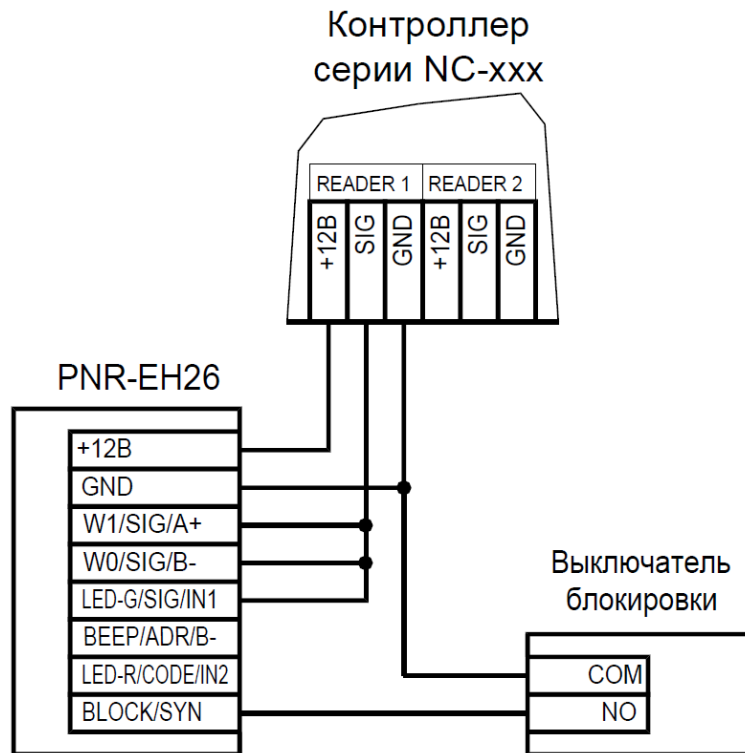 Контроллер
серии NC-xxx
READER 1 READER 2
+12В SIG GND +12В SIG GND
PNR-EH26
+12В
GND
W1/SIG/A+
W0/SIG/B-
LED-G/SIG/IN1
BEEP/ADR/B-
LED-R/CODE/IN2
BLOCK/SYN
Выключатель
блокировки
COM
NO